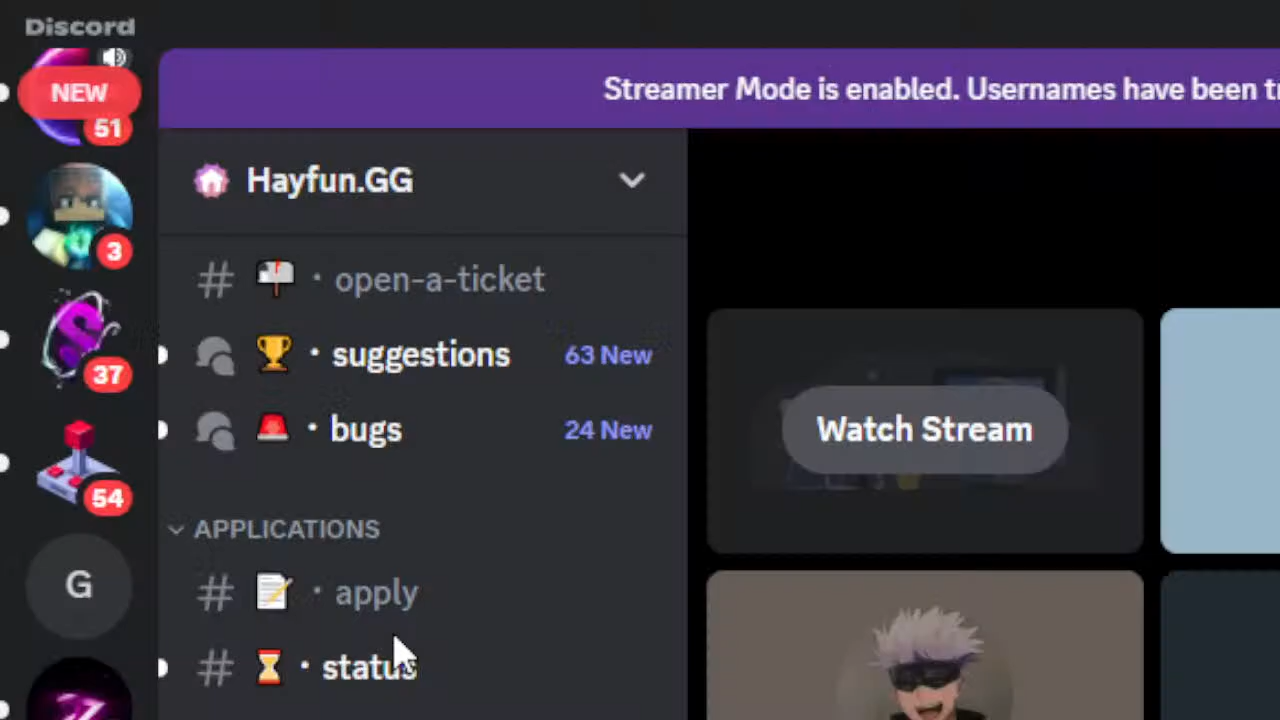 Discord
NEW
51
Streamer Mode is enabled. Usernames have been
Hayfun.GG
3
# · open-a-ticket
37
· suggestions 63 New
· bugs 24 New
Watch Stream
54
APPLICATIONS
G
# · apply
# · status